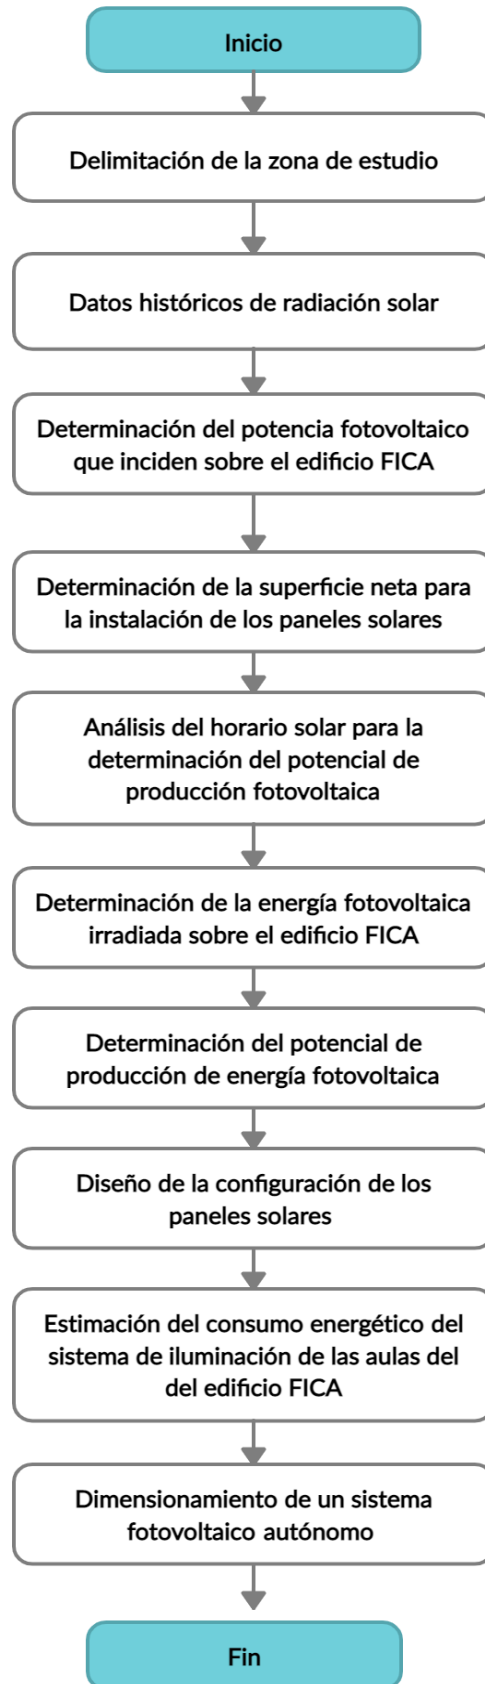 Inicio
Delimitación de la zona de estudio
Datos históricos de radiación solar
Determinación del potencia fotovoltaico
que inciden sobre el edificio FICA
Determinación de la superficie neta para
la instalación de los paneles solares
Análisis del horario solar para la
determinación del potencial de
producción fotovoltaica
Determinación de la energía fotovoltaica
irradiada sobre el edificio FICA
Determinación del potencial de
producción de energía fotovoltaica
Diseño de la configuración de los
paneles solares
Estimación del consumo energético del
sistema de iluminación de las aulas del
del edificio FICA
Dimensionamiento de un sistema
fotovoltaico autónomo
Fin